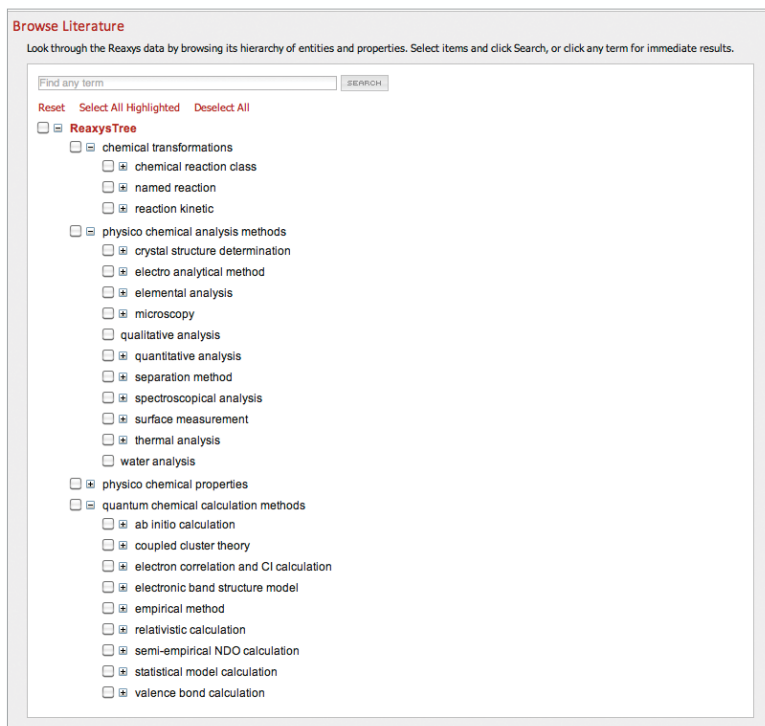 Browse Literature
Look through the Reaxys data by browsing its hierarchy of entities and properties. Select items and click Search, or click any term for immediate results.
Find any term SEARCH
Reset Select All Highlighted Deselect All
ReaxysTree
chemical transformations
chemical reaction class
named reaction
reaction kinetic
physico chemical analysis methods
crystal structure determination
electro analytical method
elemental analysis
microscopy
qualitative analysis
quantitative analysis
separation method
spectroscopical analysis
surface measurement
thermal analysis
water analysis
physico chemical properties
quantum chemical calculation methods
ab initio calculation
coupled cluster theory
electron correlation and CI calculation
electronic band structure model
empirical method
relativistic calculation
semi-empirical NDO calculation
statistical model calculation
valence bond calculation